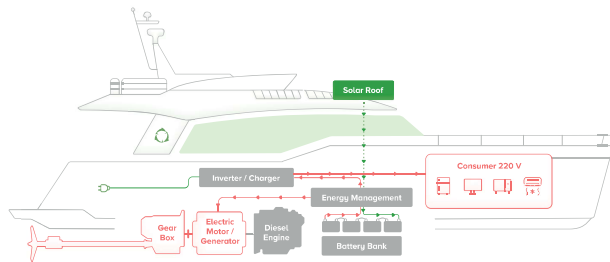 Solar Roof
Consumer 220 V
Inverter / Charger
Energy Management
Gear
Box
Electric
Motor /
Generator
Diesel
Engine
Battery Bank